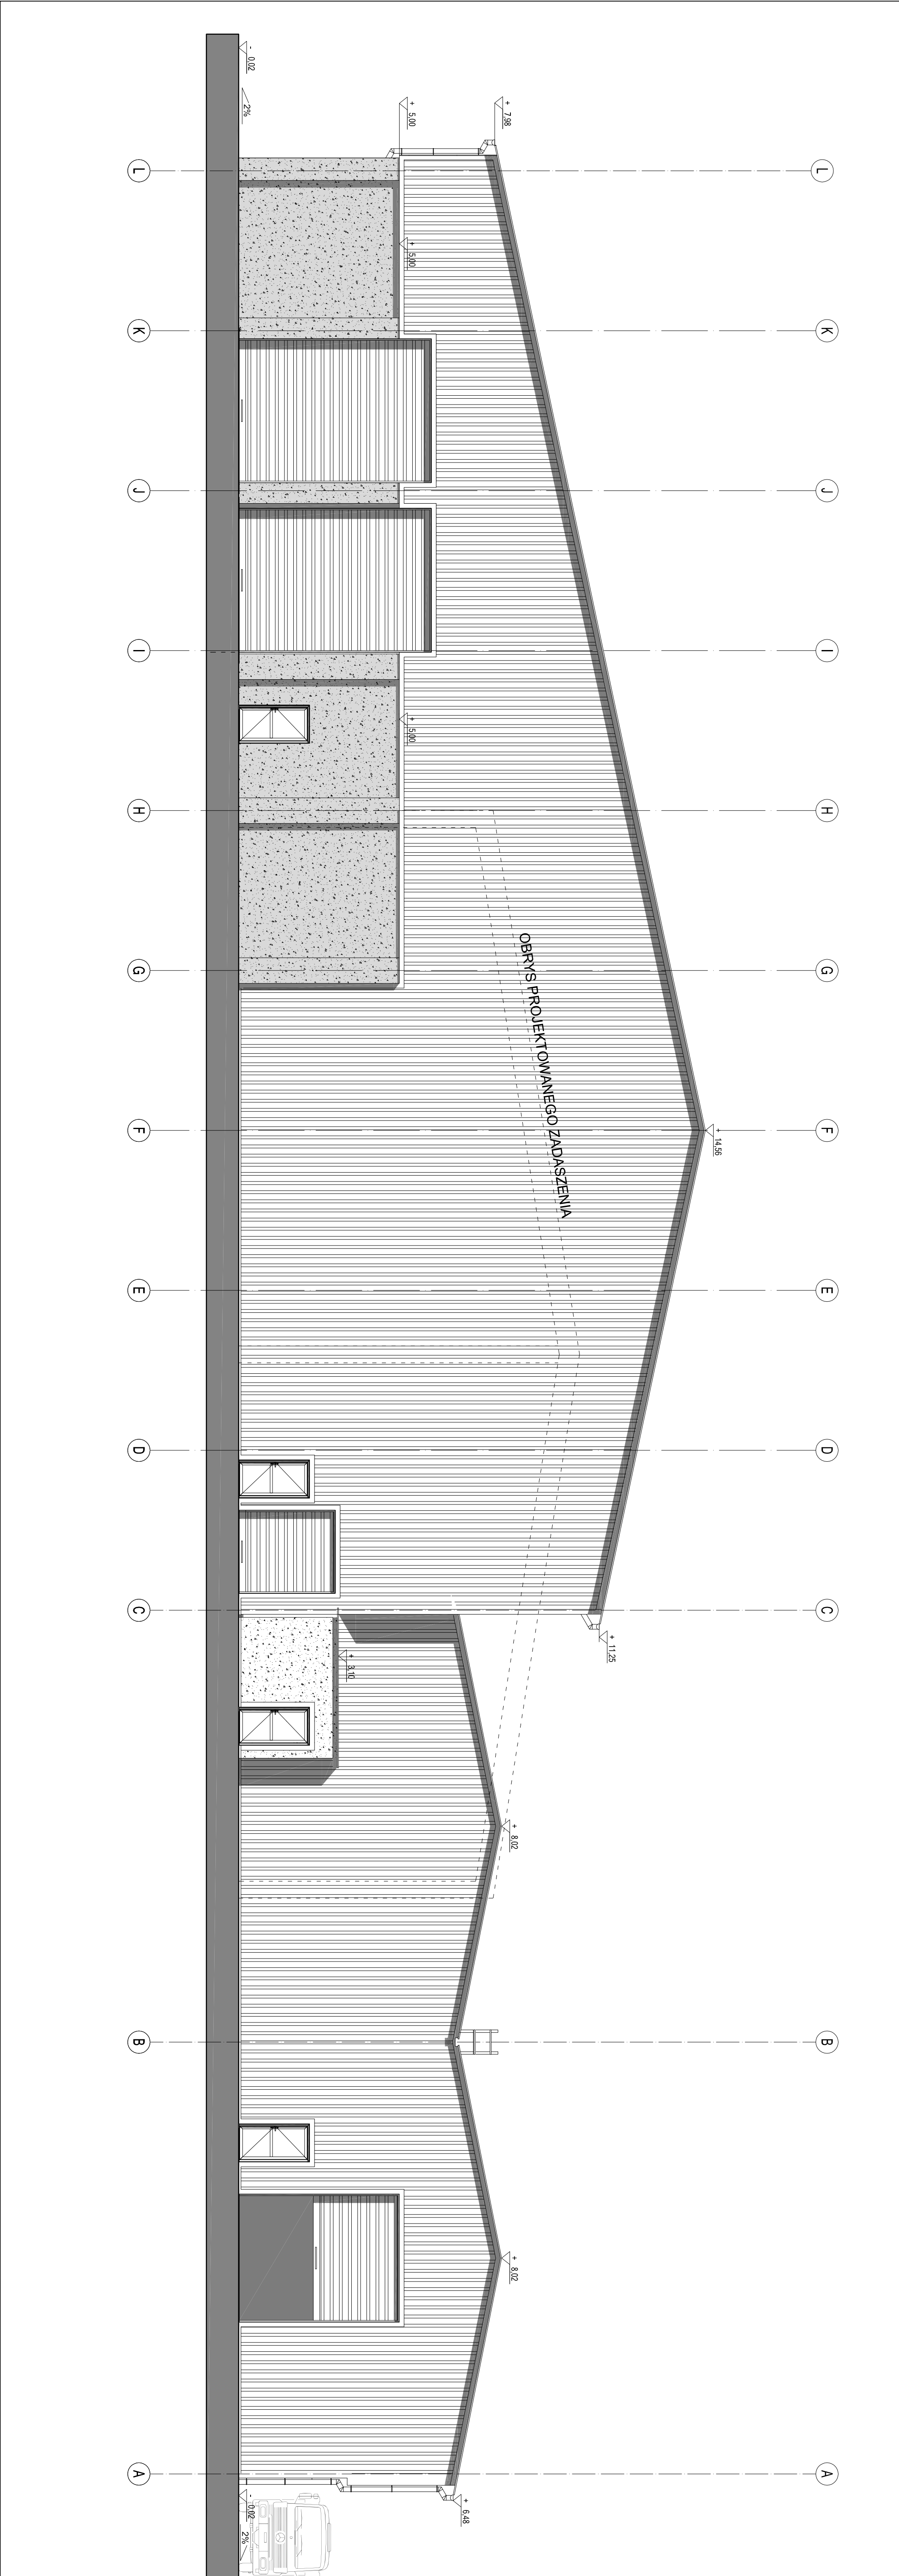 L
K
J
I
H
G
F
E
D
C
B
A
+ 14,56
+ 11,25
+ 7,98
+ 8,02
+ 8,02
+ 6,48
OBRYS PROJEKTOWANEGO ZADASZENIA
+ 5,00
+ 5,00
+ 5,00
+ 3,10
- 0,02
2%
- 0,02
2%
L
K
J
I
H
G
F
E
D
C
B
A